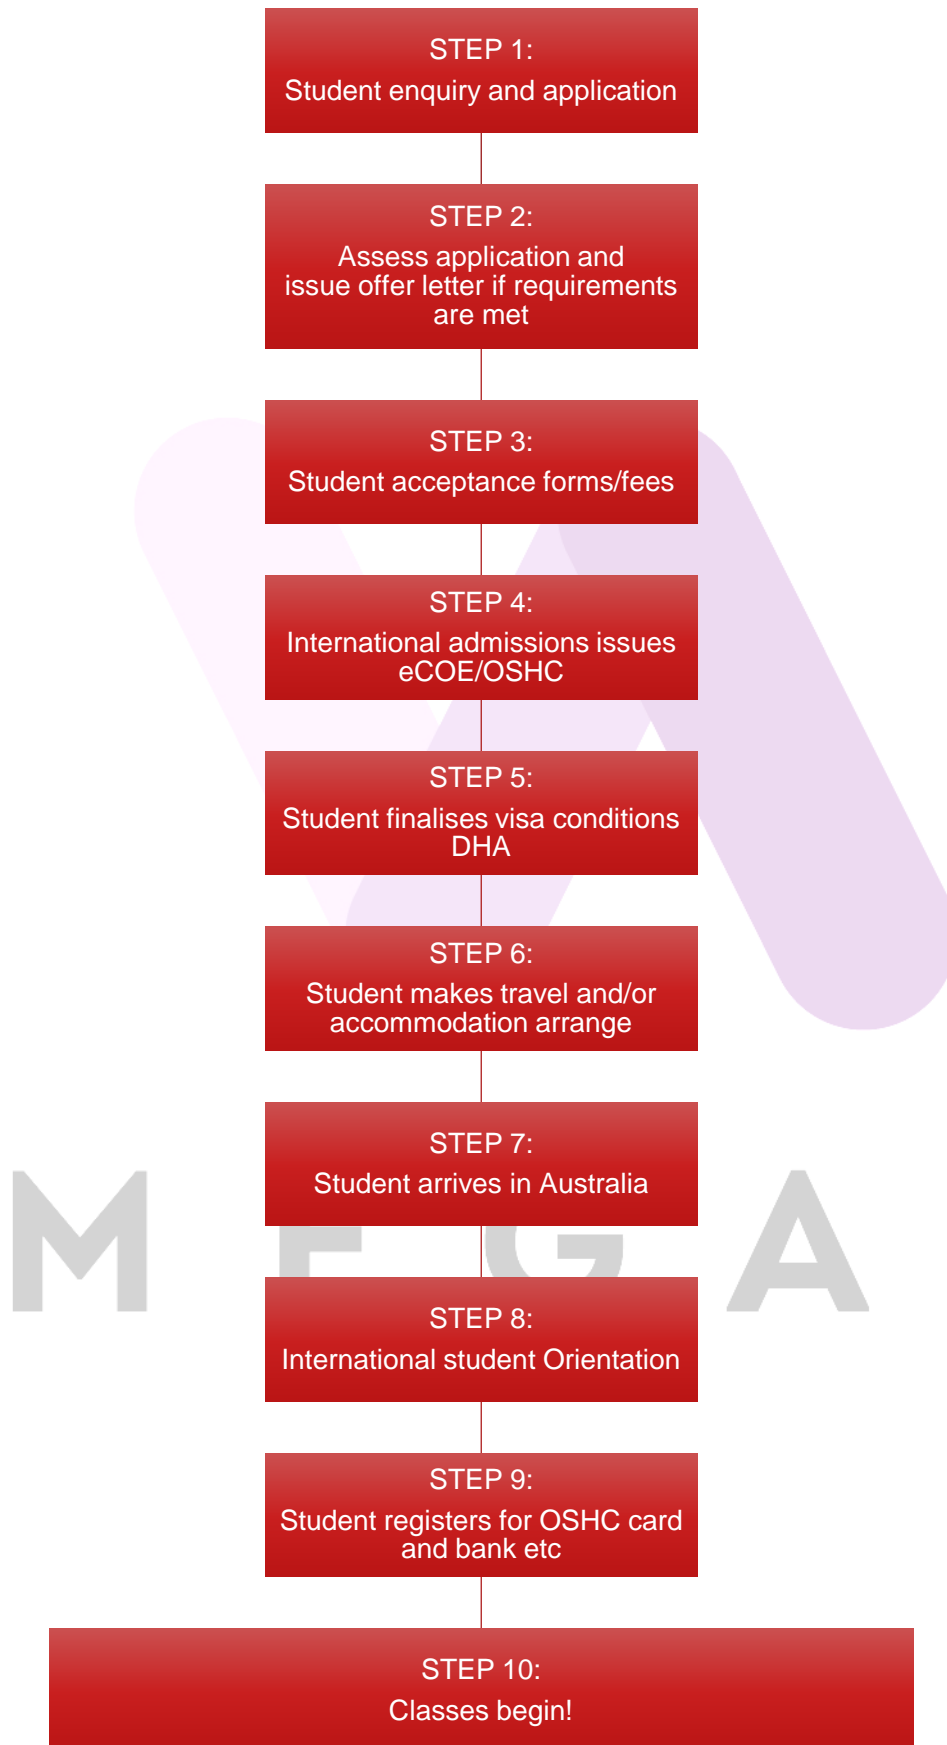 STEP 1:
Student enquiry and application
STEP 2:
Assess application and
issue offer letter if requirements
are met
STEP 3:
Student acceptance forms/fees
STEP 4:
International admissions issues
eCOE/OSHC
STEP 5:
Student finalises visa conditions
DHA
STEP 6:
Student makes travel and/or
accommodation arrange
STEP 7:
Student arrives in Australia
M E G A
STEP 8:
International student Orientation
STEP 9:
Student registers for OSHC card
and bank etc
STEP 10:
Classes begin!